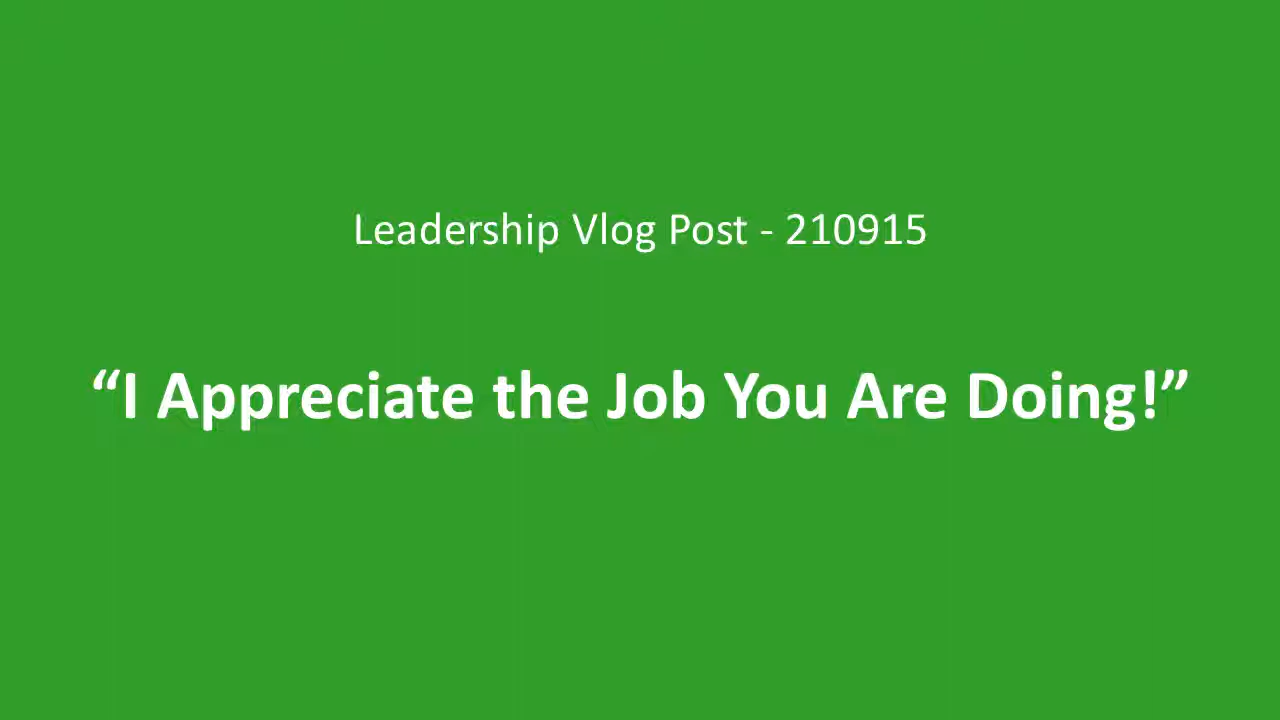 Leadership Vlog Post - 210915
“I Appreciate the Job You Are Doing!”